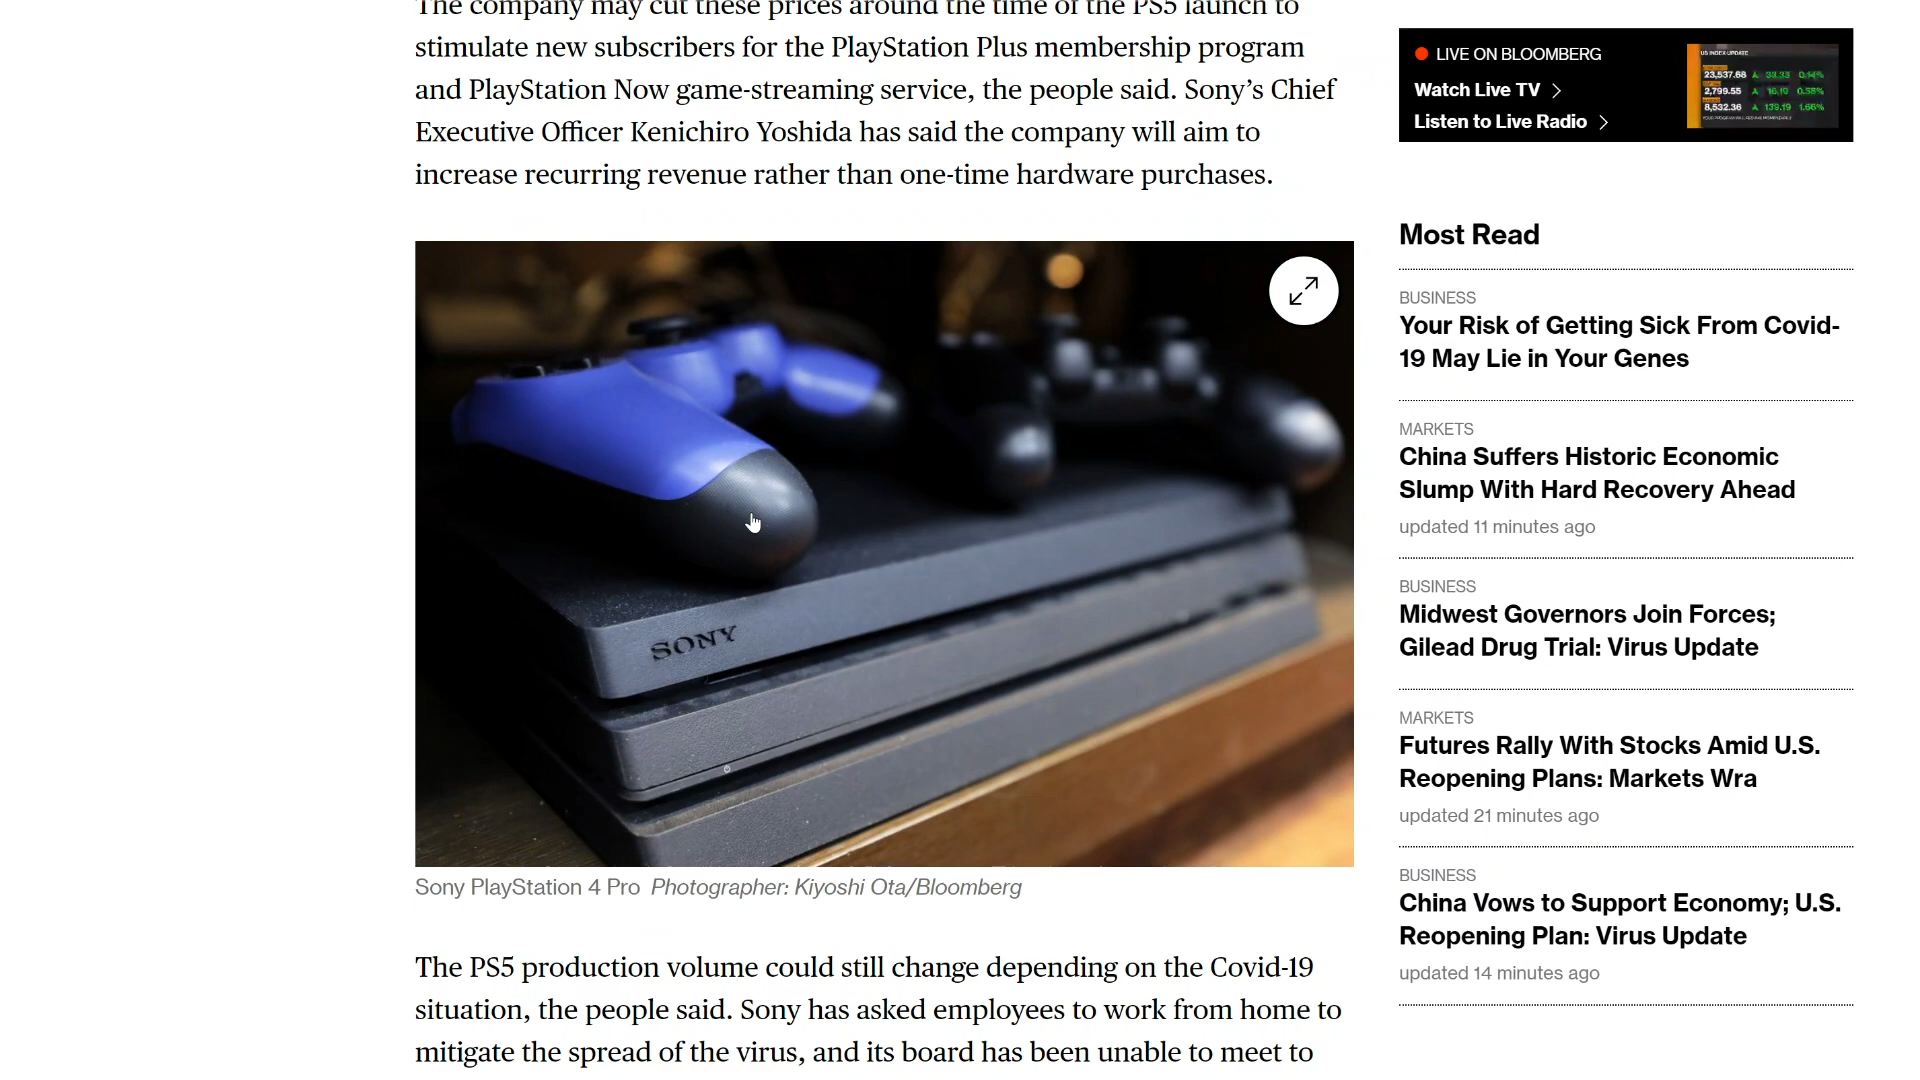 The company may cut these prices around the time of the PS5 launch to
stimulate new subscribers for the PlayStation Plus membership program
and PlayStation Now game-streaming service, the people said. Sony’s Chief
Executive Officer Kenichiro Yoshida has said the company will aim to
increase recurring revenue rather than one-time hardware purchases.
SONY
Sony PlayStation 4 Pro Photographer: Kiyoshi Ota/Bloomberg
The PS5 production volume could still change depending on the Covid-19
situation, the people said. Sony has asked employees to work from home to
mitigate the spread of the virus, and its board has been unable to meet to
LIVE ON BLOOMBERG
Watch Live TV
Listen to Live Radio
US INDEX UPDATE
23,537.68 33.33 0.14%
2,799.55 16.19 0.58%
8,532.36 139.19 1.66%
Most Read
BUSINESS
Your Risk of Getting Sick From Covid-
19 May Lie in Your Genes
MARKETS
China Suffers Historic Economic
Slump With Hard Recovery Ahead
updated 11 minutes ago
BUSINESS
Midwest Governors Join Forces;
Gilead Drug Trial: Virus Update
MARKETS
Futures Rally With Stocks Amid U.S.
Reopening Plans: Markets Wra
updated 21 minutes ago
BUSINESS
China Vows to Support Economy; U.S.
Reopening Plan: Virus Update
updated 14 minutes ago